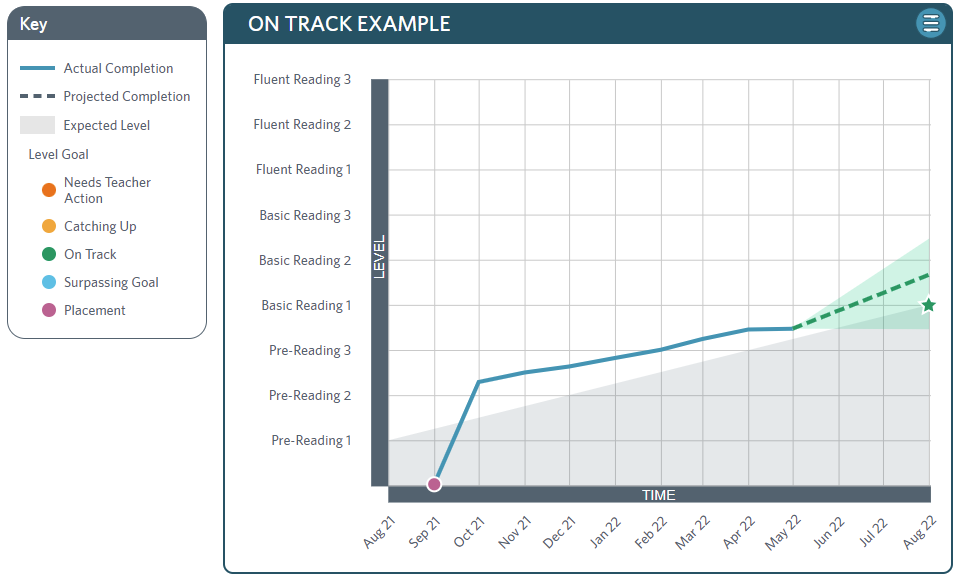 Key
Actual Completion
Projected Completion
Expected Level
Level Goal
Needs Teacher
Action
Catching Up
On Track
Surpassing Goal
Placement
ON TRACK EXAMPLE
Fluent Reading 3
Fluent Reading 2
Fluent Reading 1
Basic Reading 3
Basic Reading 2
Basic Reading 1
Pre-Reading 3
Pre-Reading 2
Pre-Reading 1
LEVEL
TIME
Aug 21
Sep 21
Oct 21
Nov 21
Dec 21
Jan 22
Feb 22
Mar 22
Apr 22
May 22
Jun 22
Jul 22
Aug 22